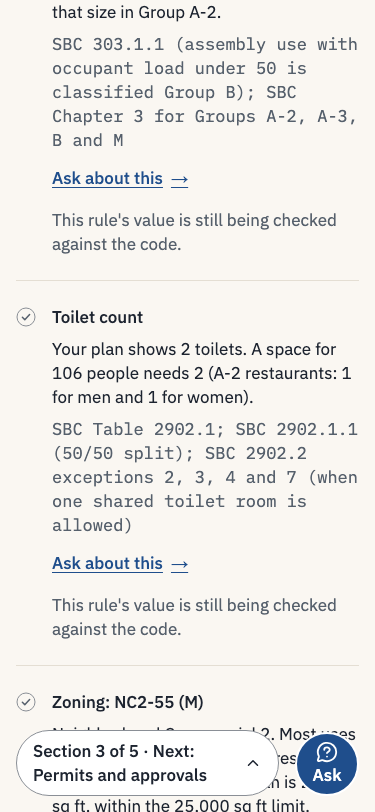 that size in Group A-2.
SBC 303.1.1 (assembly use with
occupant load under 50 is
classified Group B); SBC
Chapter 3 for Groups A-2, A-3,
B and M
Ask about this →
This rule's value is still being checked
against the code.
Toilet count
Your plan shows 2 toilets. A space for
106 people needs 2 (A-2 restaurants: 1
for men and 1 for women).
SBC Table 2902.1; SBC 2902.1.1
(50/50 split); SBC 2902.2
exceptions 2, 3, 4 and 7 (when
one shared toilet room is
allowed)
Ask about this →
This rule's value is still being checked
against the code.
Zoning: NC2-55 (M)
2. Most uses
Section 3 of 5 · Next:
Permits and approvals
Ask
sq ft, within the 25,000 sq ft limit.